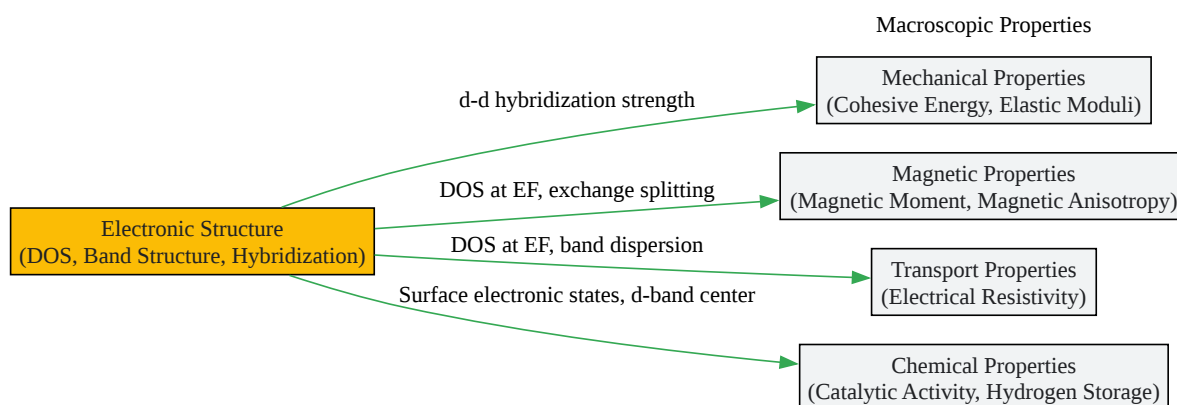 Macroscopic Properties
Mechanical Properties
(Cohesive Energy, Elastic Moduli)
d-d hybridization strength
Magnetic Properties
(Magnetic Moment, Magnetic Anisotropy)
DOS at EF, exchange splitting
Electronic Structure
(DOS, Band Structure, Hybridization)
DOS at EF, band dispersion
Transport Properties
(Electrical Resistivity)
Surface electronic states, d-band center
Chemical Properties
(Catalytic Activity, Hydrogen Storage)